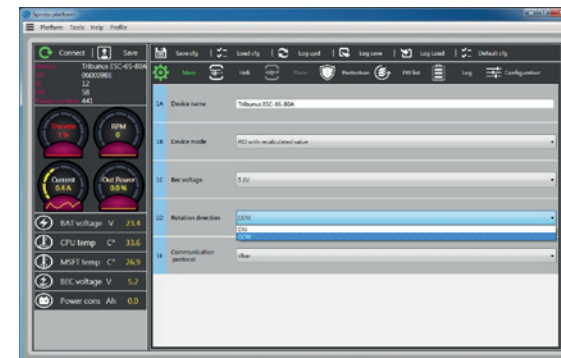 Sproto platform
Platform Tools Help Profile
Connect Save Save cfg Load cfg Log upd Log save Log Load Default cfg
Tribunus ESC-6S-80A
06000966
12
58
441
Main Heli Plane Protection Log Configuration
Throttle
1 %
RPM
0
Current
0.4 A
Out Power
0.0 %
BAT voltage V 23.4
CPU temp C° 33.6
MSFT temp C° 26.9
BEC voltage V 5.2
Power cons Ah 0.0
1A Device name Tribunus ESC-6S-80A
1B Device mode PID with recalculated value
1C Bec voltage 5.1V
1D Rotation direction CCW
CW
CCW
1E Communication protocol Vbar